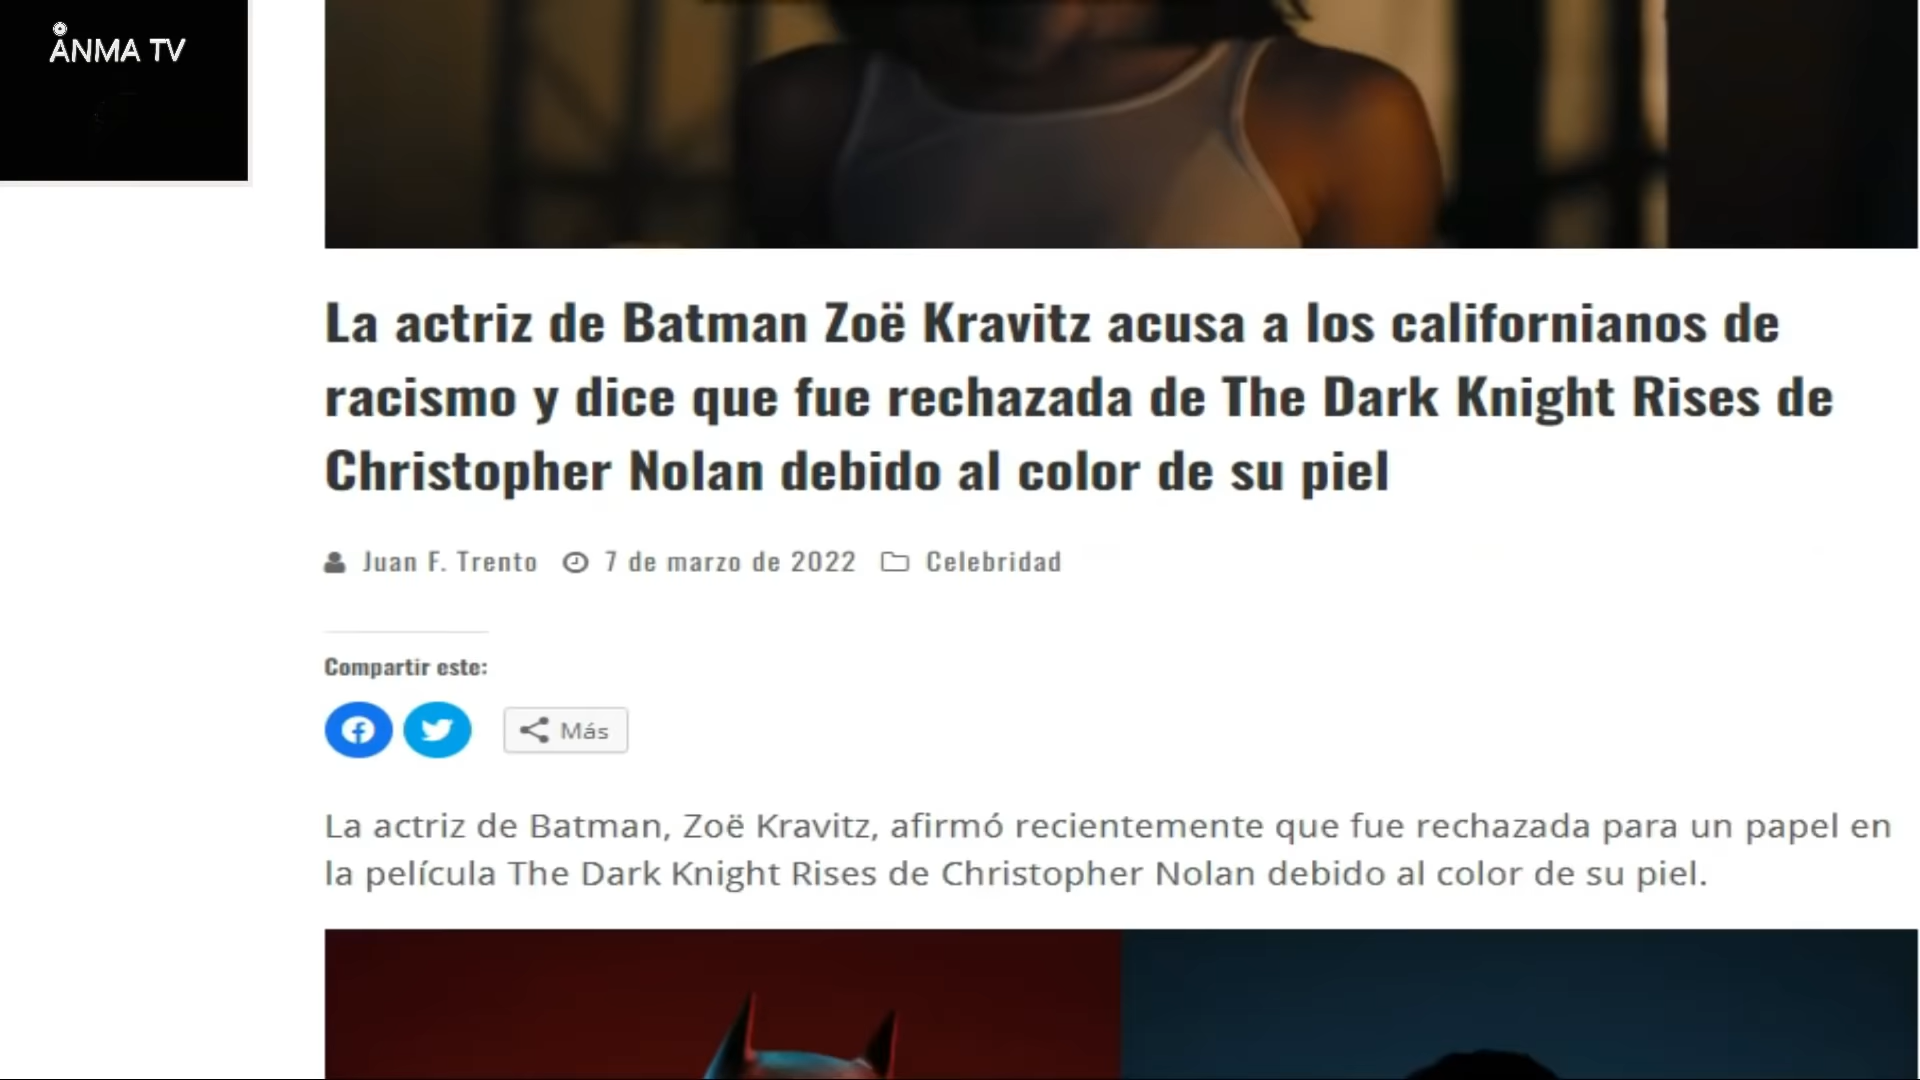 ANMA TV
La actriz de Batman Zoë Kravitz acusa a los californianos de
racismo y dice que fue rechazada de The Dark Knight Rises de
Christopher Nolan debido al color de su piel
Juan F. Trento 7 de marzo de 2022 Celebridad
Compartir este:
Más
La actriz de Batman, Zoë Kravitz, afirmó recientemente que fue rechazada para un papel en
la película The Dark Knight Rises de Christopher Nolan debido al color de su piel.